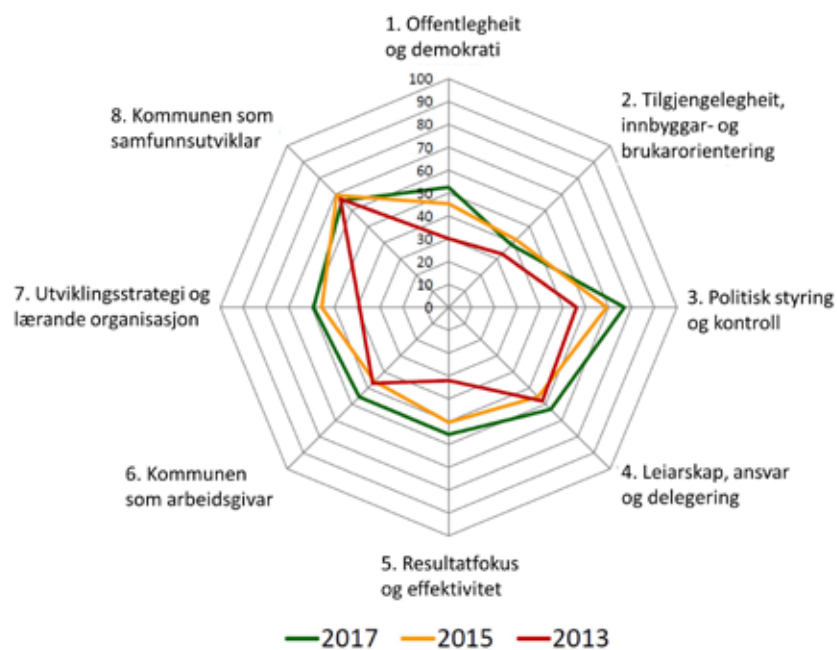 1. Offentlegheit
og demokrati
2. Tilgjengelegheit,
innbyggar- og
brukarorientering
3. Politisk styring
og kontroll
4. Leiarskap, ansvar
og delegering
5. Resultatfokus
og effektivitet
6. Kommunen
som arbeidsgivar
7. Utviklingsstrategi og
lærande organisasjon
8. Kommunen som
samfunnsutviklar
100
90
80
70
60
50
40
30
20
10
0
2017 2015 2013